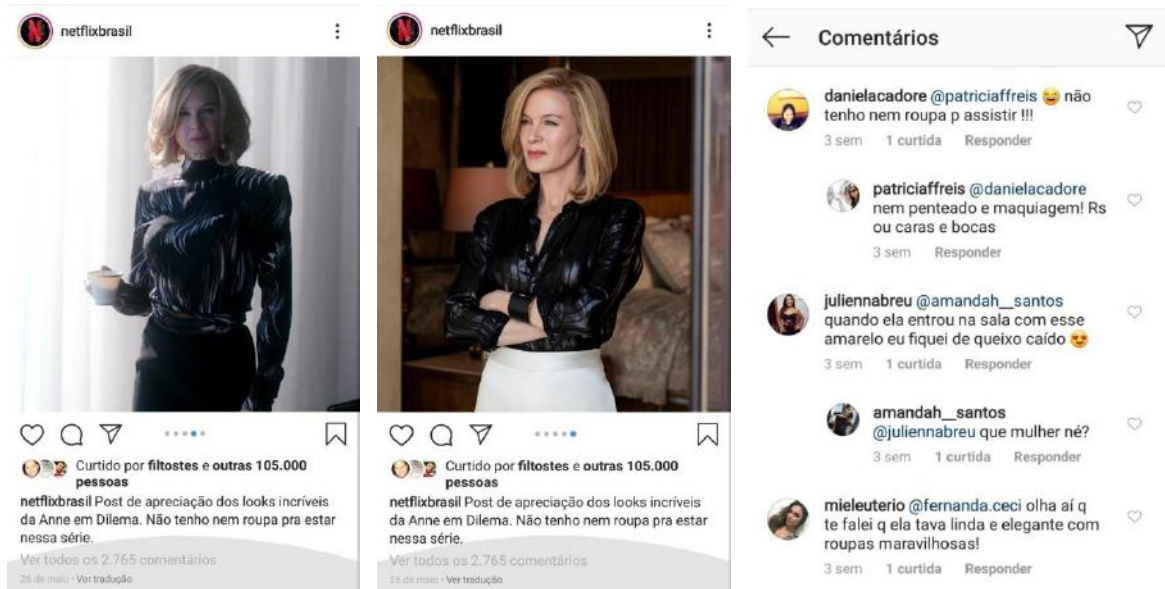 netflixbrasil
Curtido por filtostes e outras 105.000
pessoas
netflixbrasil Post de apreciação dos looks incríveis
da Anne em Dilema. Não tenho nem roupa pra estar
nessa série.
Ver todos os 2.765 comentários
26 de maio · Ver tradução
netflixbrasil
Curtido por filtostes e outras 105.000
pessoas
netflixbrasil Post de apreciação dos looks incríveis
da Anne em Dilema. Não tenho nem roupa pra estar
nessa série.
Ver todos os 2.765 comentários
26 de maio · Ver tradução
Comentários
danielacadore @patriciaffreis 😂 não
tenho nem roupa p assistir !!!
3 sem 1 curtida Responder
patriciaffreis @danielacadore
nem penteado e maquiagem! Rs
ou caras e bocas
3 sem Responder
juliennabreu @amandah__santos
quando ela entrou na sala com esse
amarelo eu fiquei de queixo caído 😍
3 sem 1 curtida Responder
amandah__santos
@juliennabreu que mulher né?
3 sem 1 curtida Responder
mieleuterio @fernanda.ceci olha aí q
te falei q ela tava linda e elegante com
roupas maravilhosas!
3 sem 1 curtida Responder